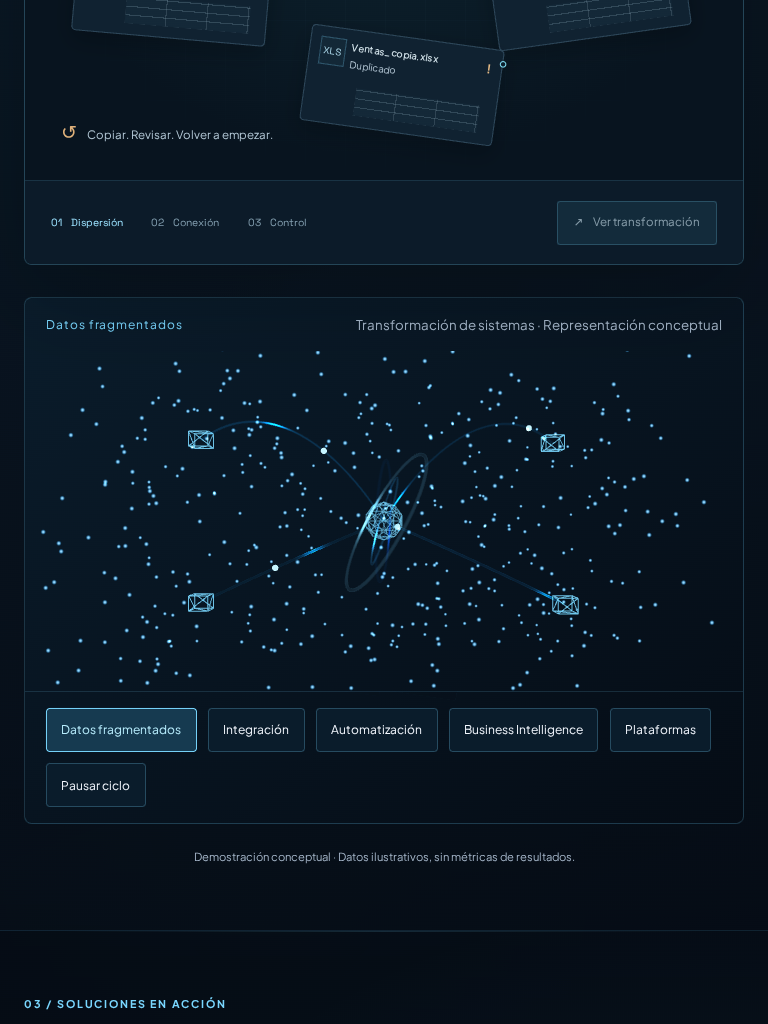 XLS
Ventas_copia.xlsx
Duplicado
!
Copiar. Revisar. Volver a empezar.
01 Dispersión
02 Conexión
03 Control
↗ Ver transformación
Datos fragmentados
Transformación de sistemas · Representación conceptual
Datos fragmentados
Integración
Automatización
Business Intelligence
Plataformas
Pausar ciclo
Demostración conceptual · Datos ilustrativos, sin métricas de resultados.
03 / SOLUCIONES EN ACCIÓN